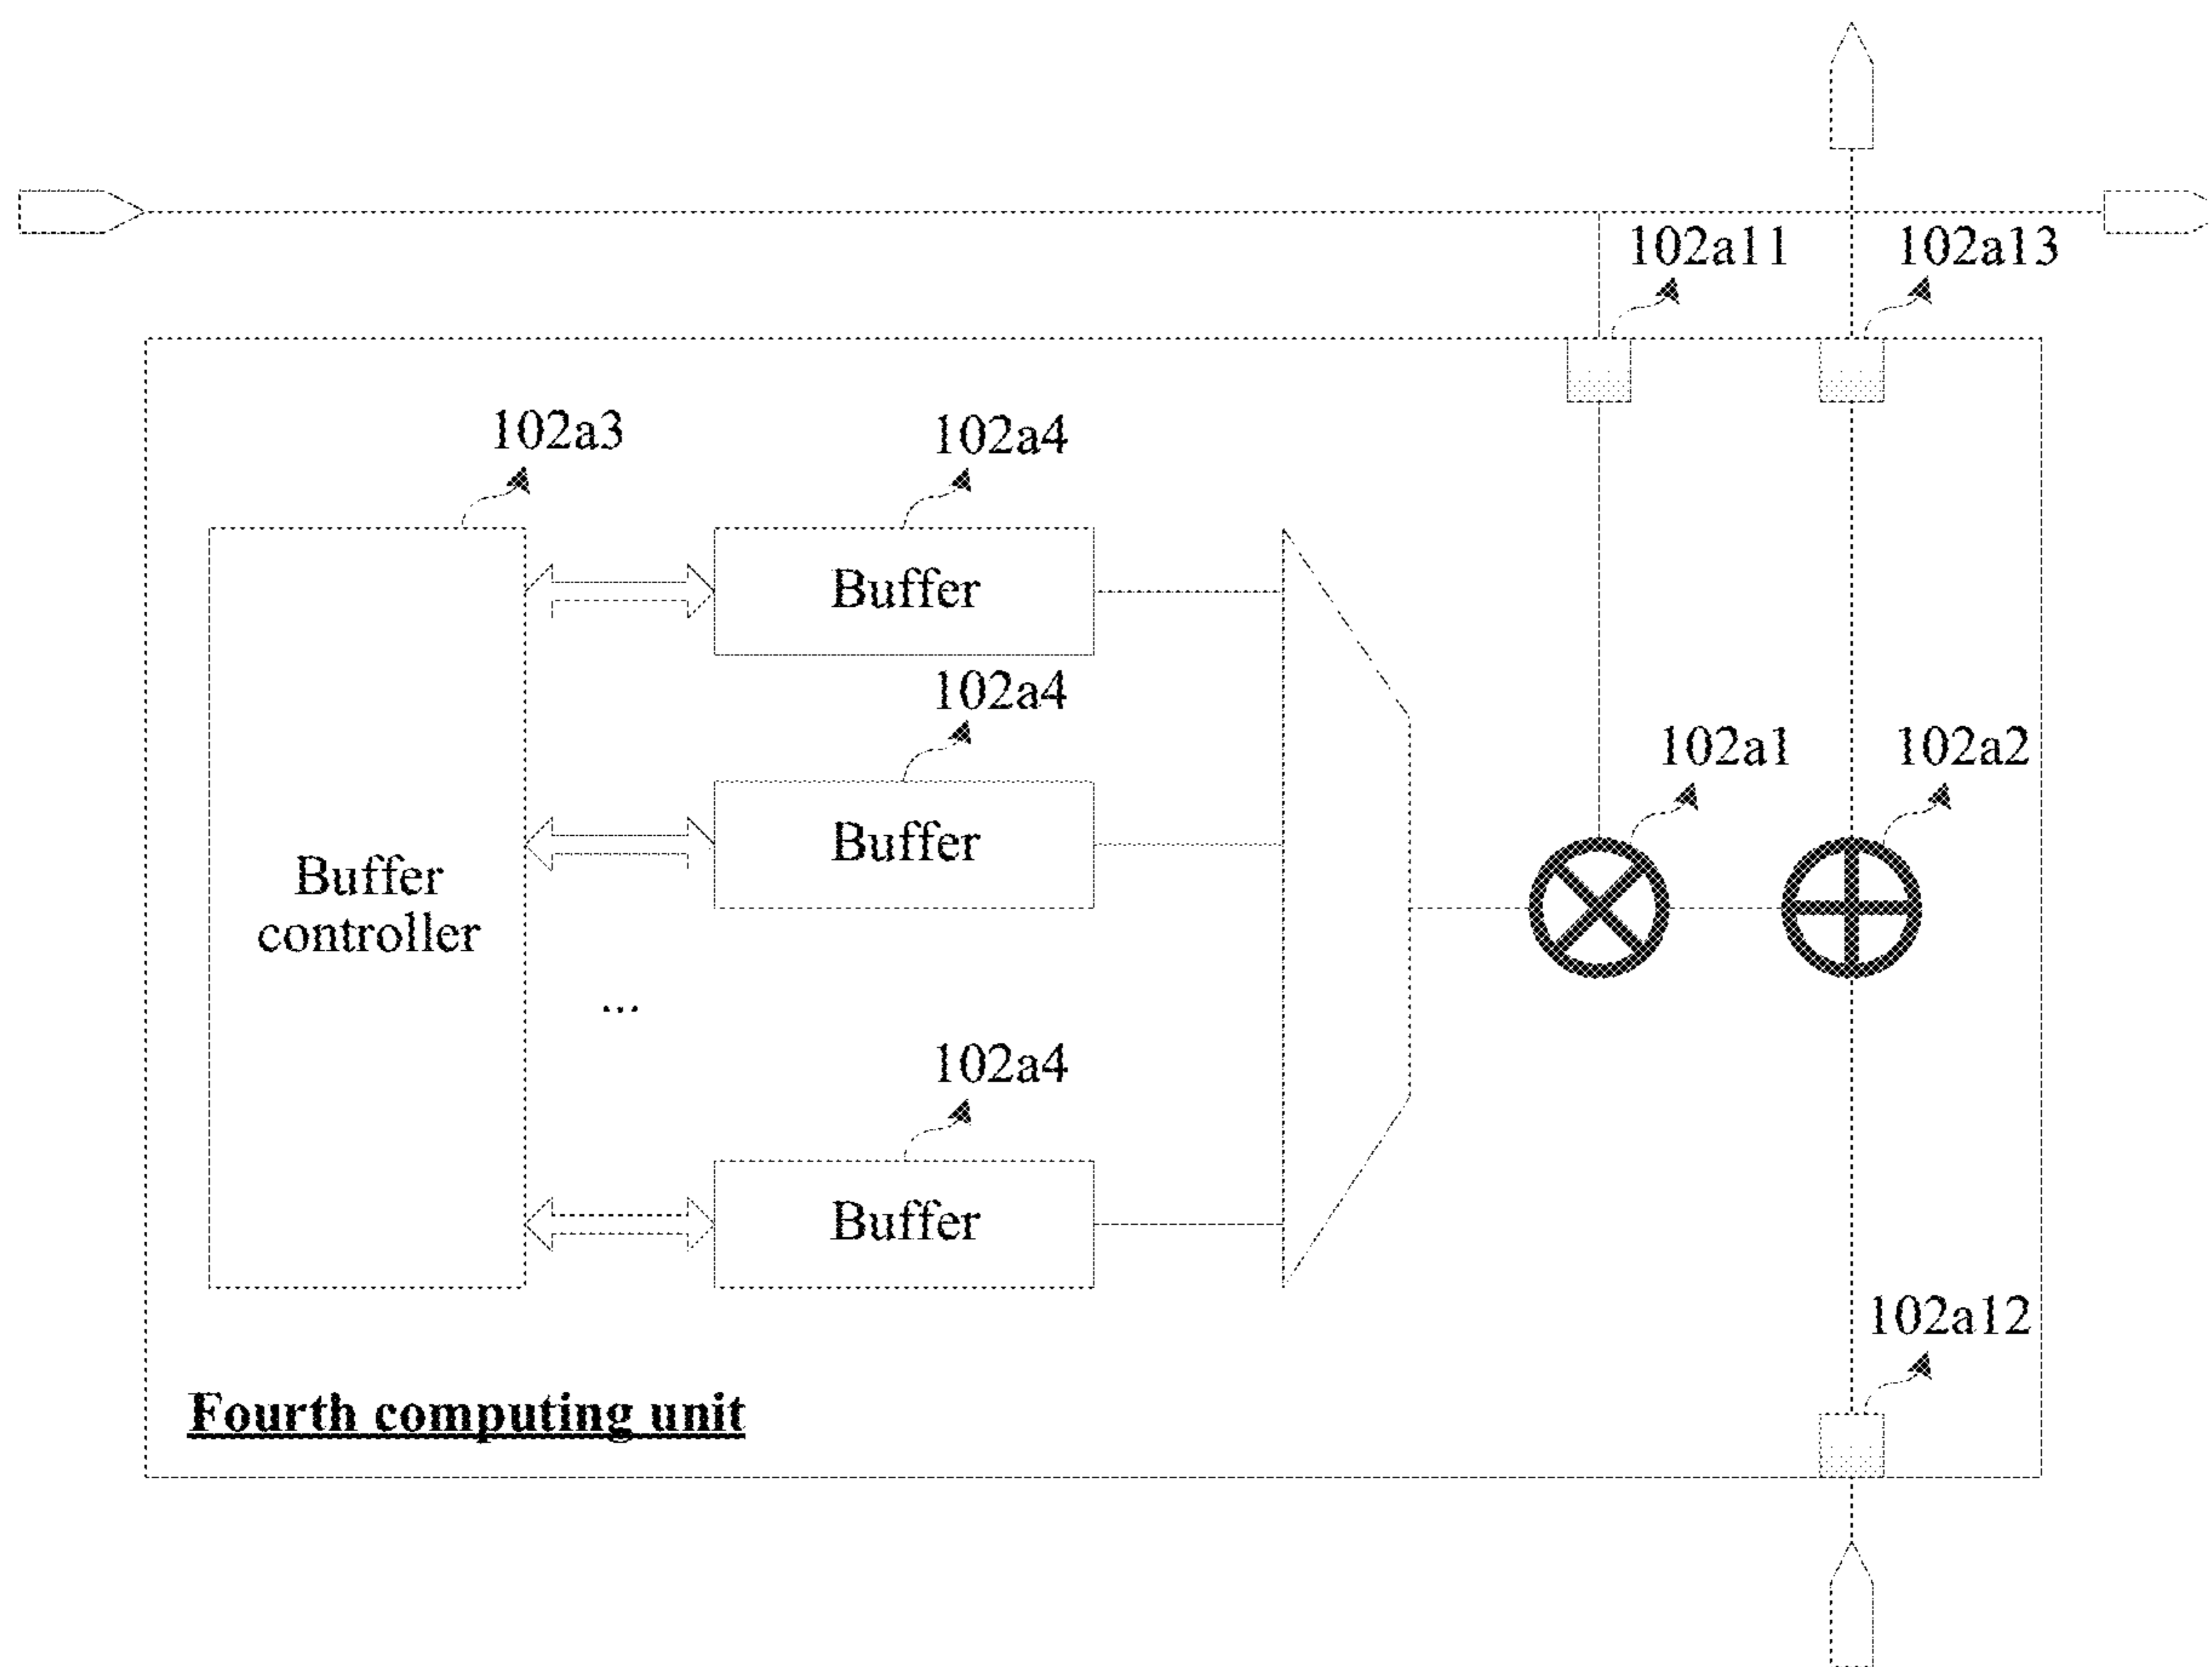 102a11
102a13
102a3
102a4
Buffer
102a4
102a1
102a2
Buffer
Buffer
controller
...
102a4
Buffer
102a12
Fourth computing unit